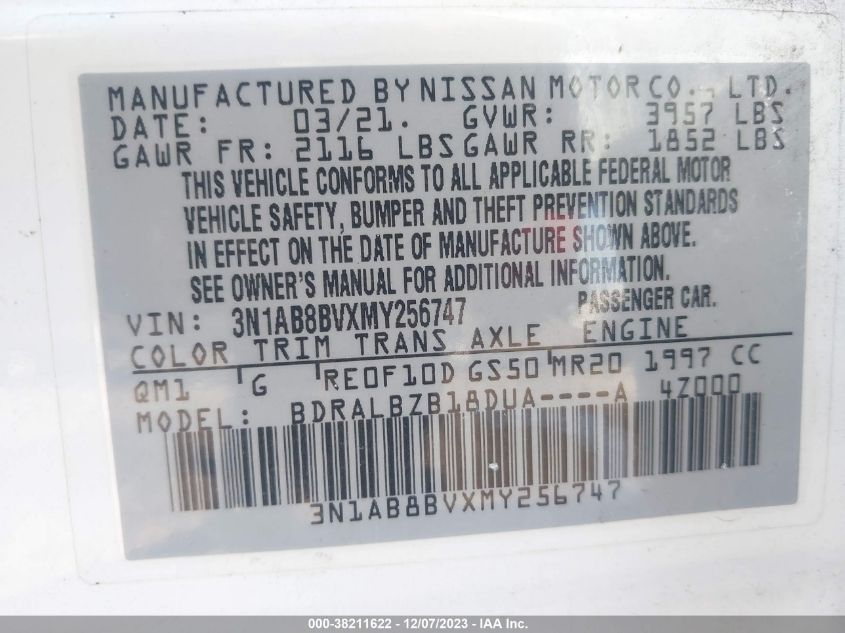 MANUFACTURED BY NISSAN MOTOR CO., LTD.
DATE: 03/21. GVWR: 3957 LBS
GAWR FR: 2116 LBS GAWR RR: 1852 LBS
THIS VEHICLE CONFORMS TO ALL APPLICABLE FEDERAL MOTOR
VEHICLE SAFETY, BUMPER AND THEFT PREVENTION STANDARDS
IN EFFECT ON THE DATE OF MANUFACTURE SHOWN ABOVE.
SEE OWNER'S MANUAL FOR ADDITIONAL INFORMATION.
VIN: 3N1AB8BVXMY256747 PASSENGER CAR.
COLOR TRIM TRANS AXLE ENGINE
QM1 G RE0F10D GS50 MR20 1997 CC
MODEL: BDRALBZB18DUA----A 4Z000
3N1AB8BVXMY256747
000-38211622 - 12/07/2023 - IAA Inc.